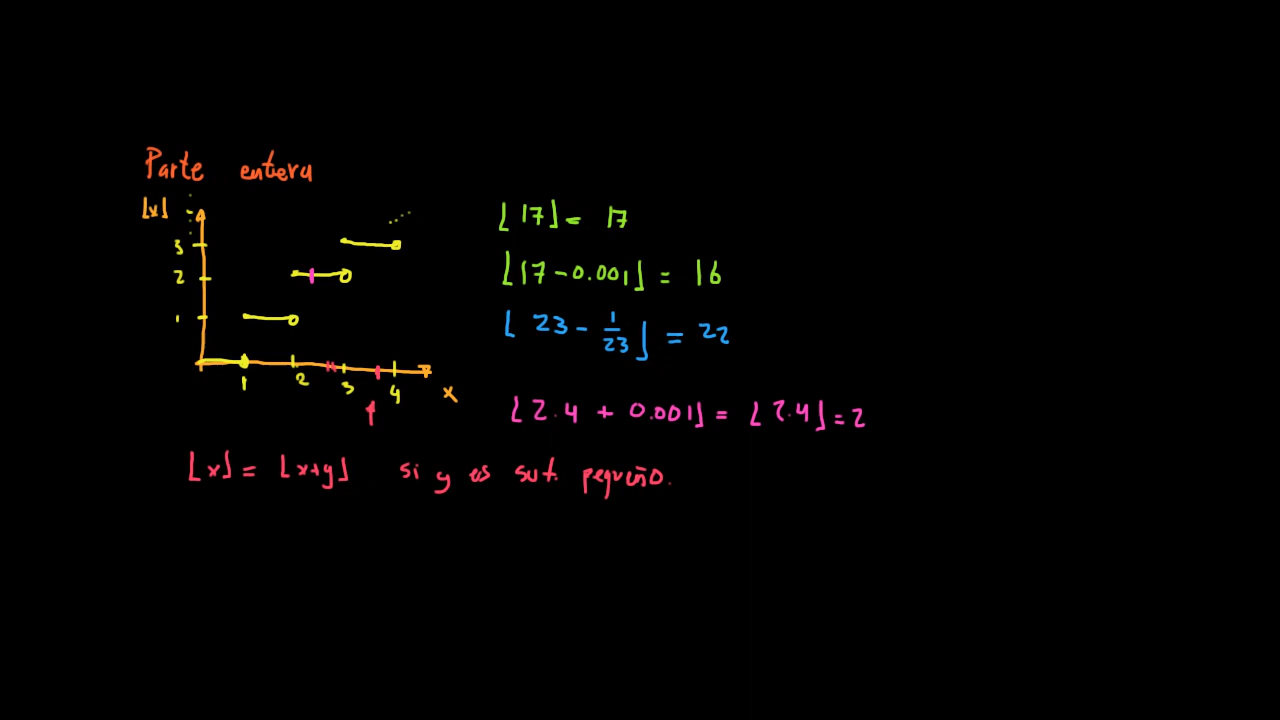 Parte entera
⌊x⌋
3
2
1
1 2 3 4 x
⌊17⌋ = 17
⌊17 - 0.001⌋ = 16
⌊23 - 1/23⌋ = 22
⌊2.4 + 0.001⌋ = ⌊2.4⌋ = 2
⌊x⌋ = ⌊x+y⌋ si y es suf. pequeño.